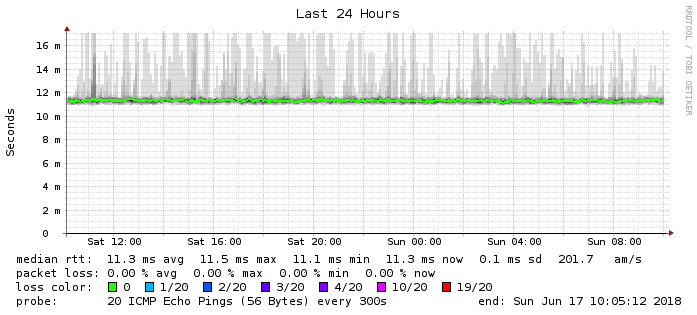 Last 24 Hours
RRDTOOL / TOBI OETIKER
Seconds
16 m
14 m
12 m
10 m
8 m
6 m
4 m
2 m
0
Sat 12:00 Sat 16:00 Sat 20:00 Sun 00:00 Sun 04:00 Sun 08:00
median rtt: 11.3 ms avg 11.5 ms max 11.1 ms min 11.3 ms now 0.1 ms sd 201.7 am/s
packet loss: 0.00 % avg 0.00 % max 0.00 % min 0.00 % now
loss color: 0 1/20 2/20 3/20 4/20 10/20 19/20
probe: 20 ICMP Echo Pings (56 Bytes) every 300s end: Sun Jun 17 10:05:12 2018